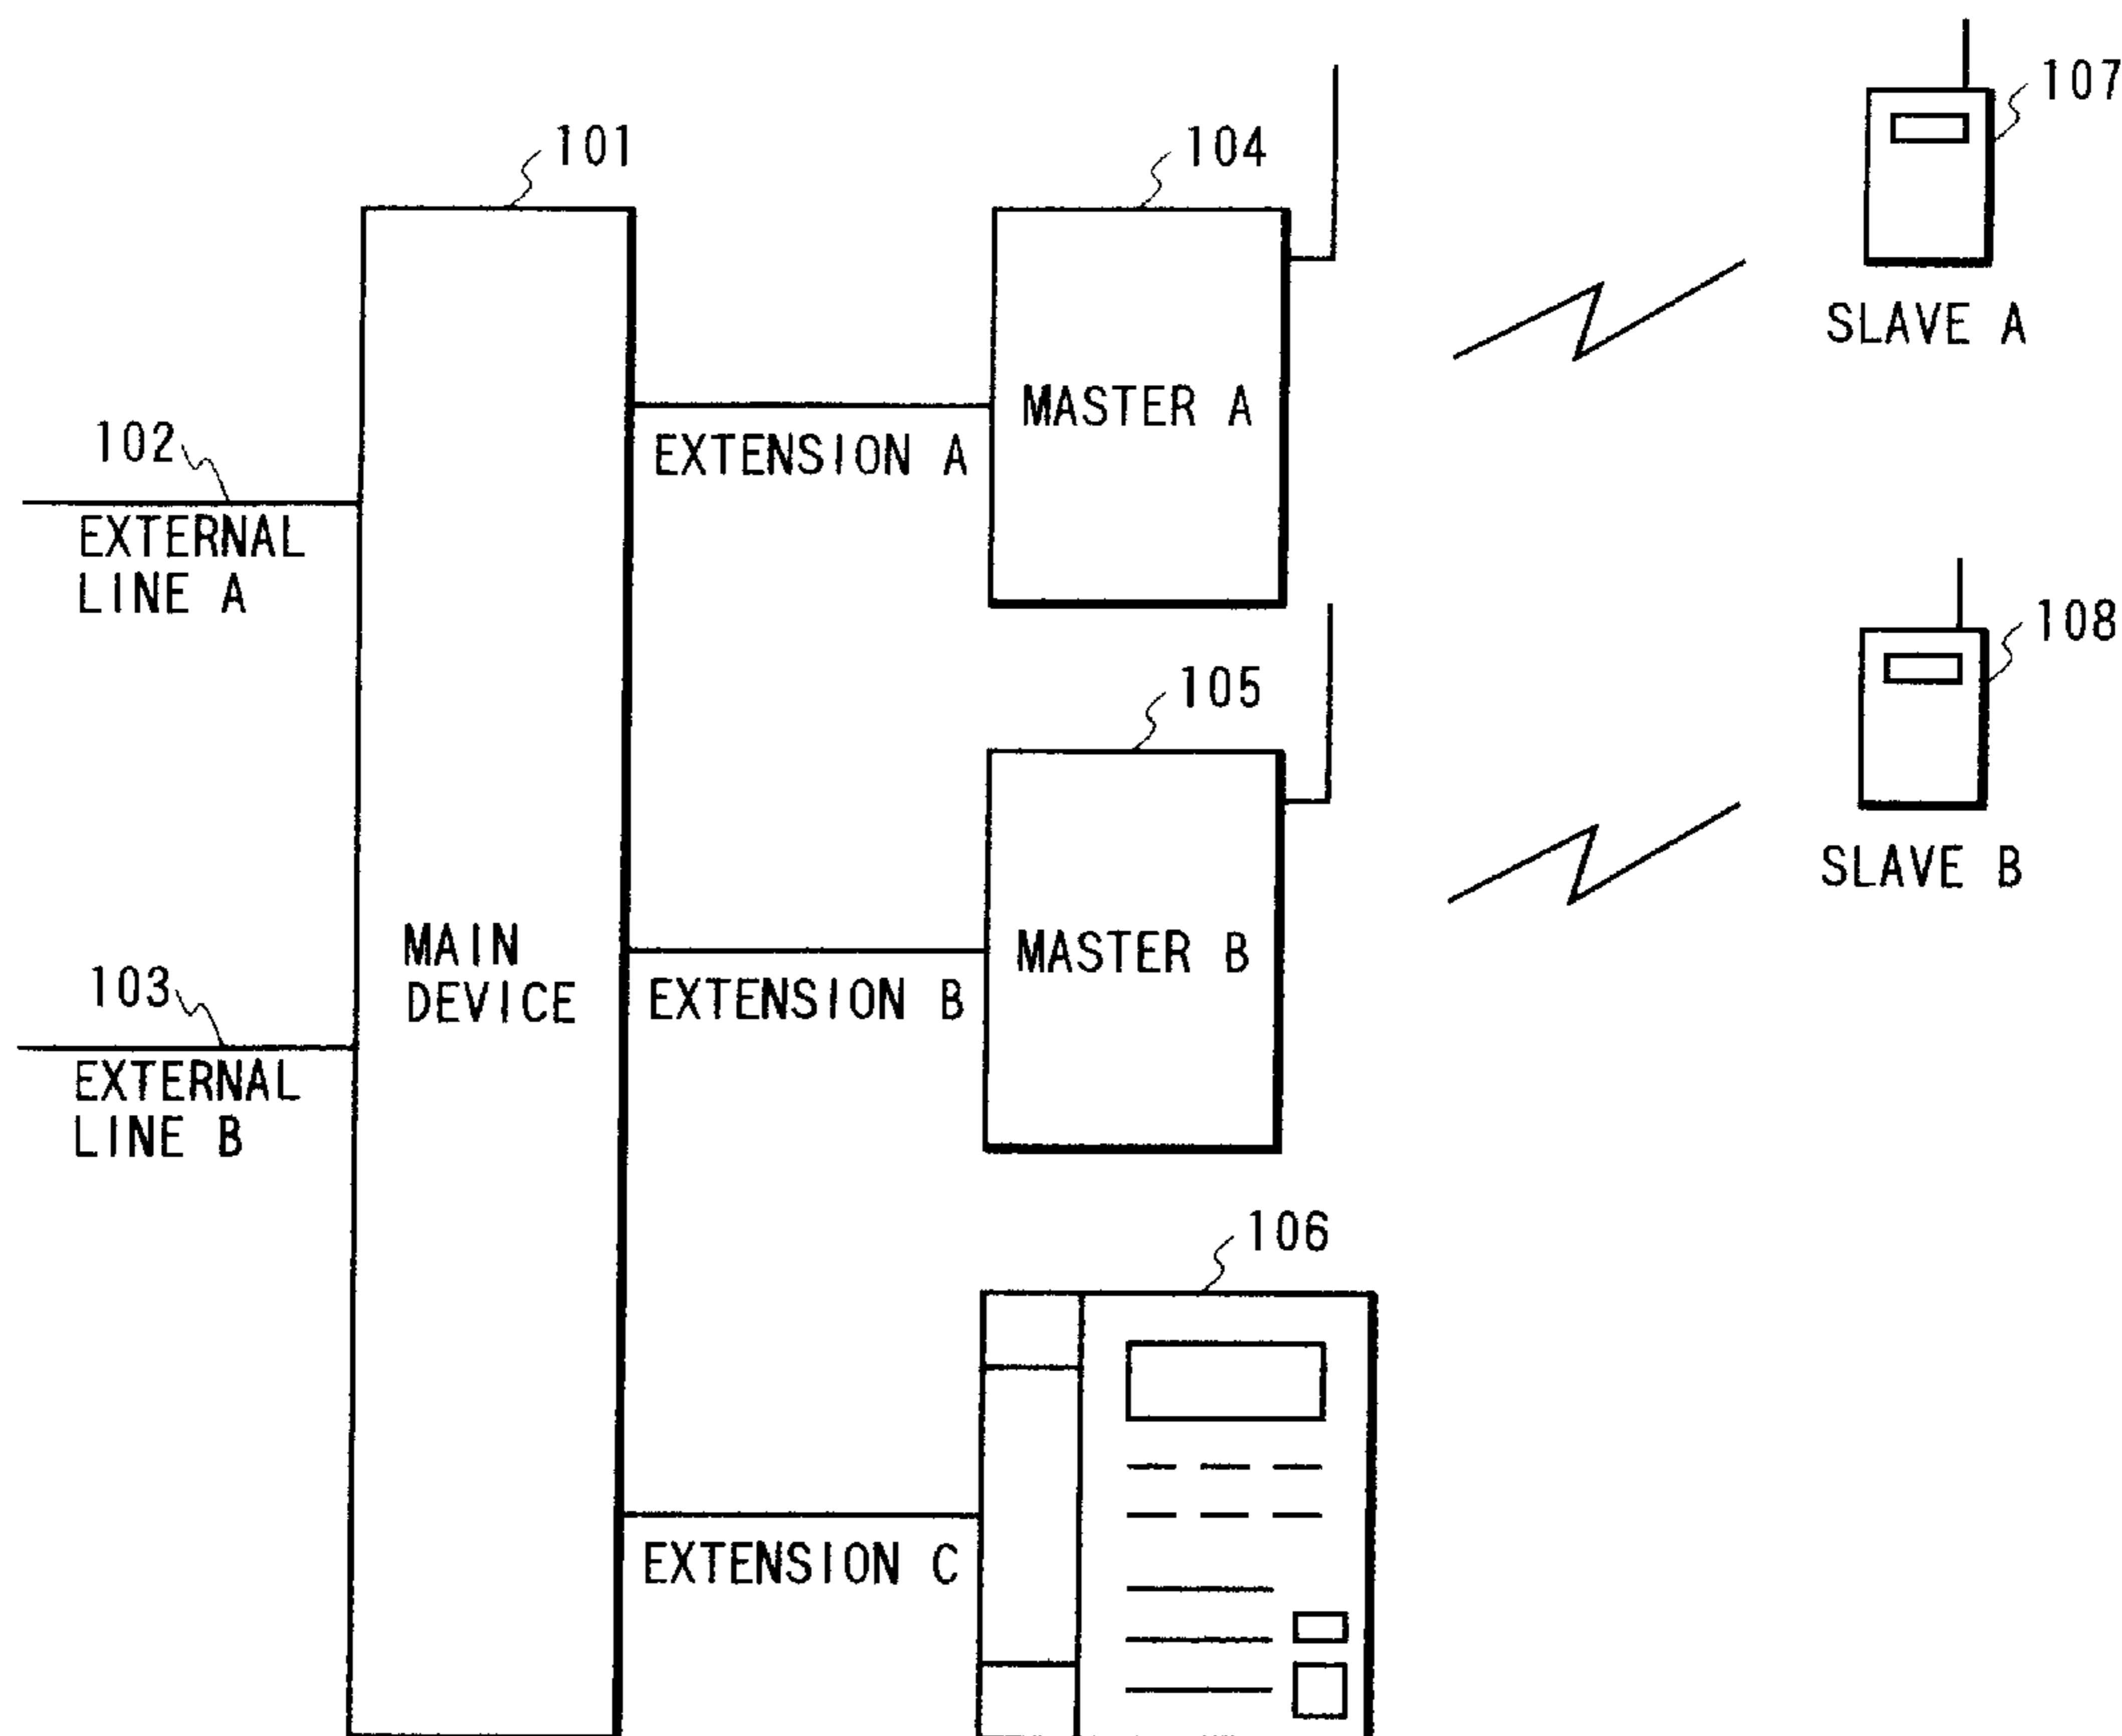 107
101
104
SLAVE A
MASTER A
102
EXTENSION A
EXTERNAL
LINE A
108
105
SLAVE B
MAIN
DEVICE
MASTER B
103
EXTENSION B
EXTERNAL
LINE B
106
EXTENSION C